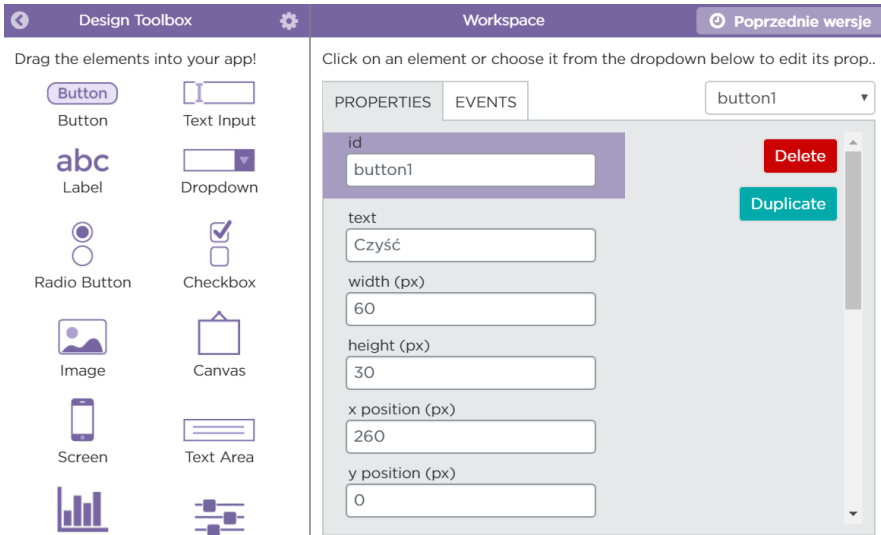 Design Toolbox
Drag the elements into your app!
Button
Button
Text Input
abc
Label
Dropdown
Radio Button
Checkbox
Image
Canvas
Screen
Text Area
Workspace
Poprzednie wersje
Click on an element or choose it from the dropdown below to edit its prop..
PROPERTIES
EVENTS
button1
id
button1
Delete
Duplicate
text
Czyść
width (px)
60
height (px)
30
x position (px)
260
y position (px)
0